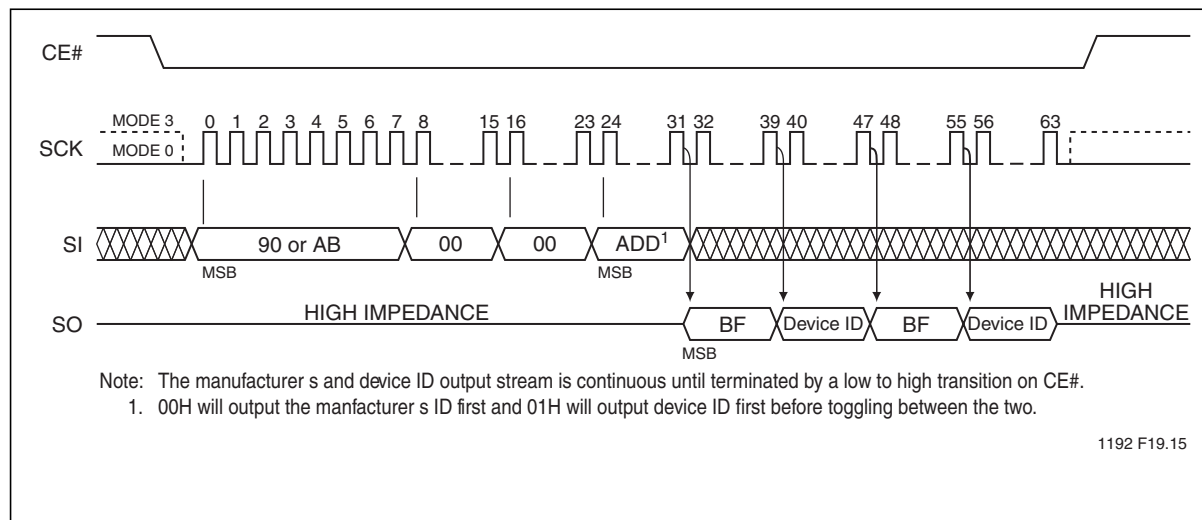 CE#
MODE 3
0 1 2 3 4 5 6 7 8 15 16 23 24 31 32 39 40 47 48 55 56 63
SCK
MODE 0
SI
90 or AB 00 00 ADD1
MSB MSB
HIGH IMPEDANCE
HIGH
IMPEDANCE
SO
BF Device ID BF Device ID
MSB
Note: The manufacturer s and device ID output stream is continuous until terminated by a low to high transition on CE#.
1. 00H will output the manfacturer s ID first and 01H will output device ID first before toggling between the two.
1192 F19.15